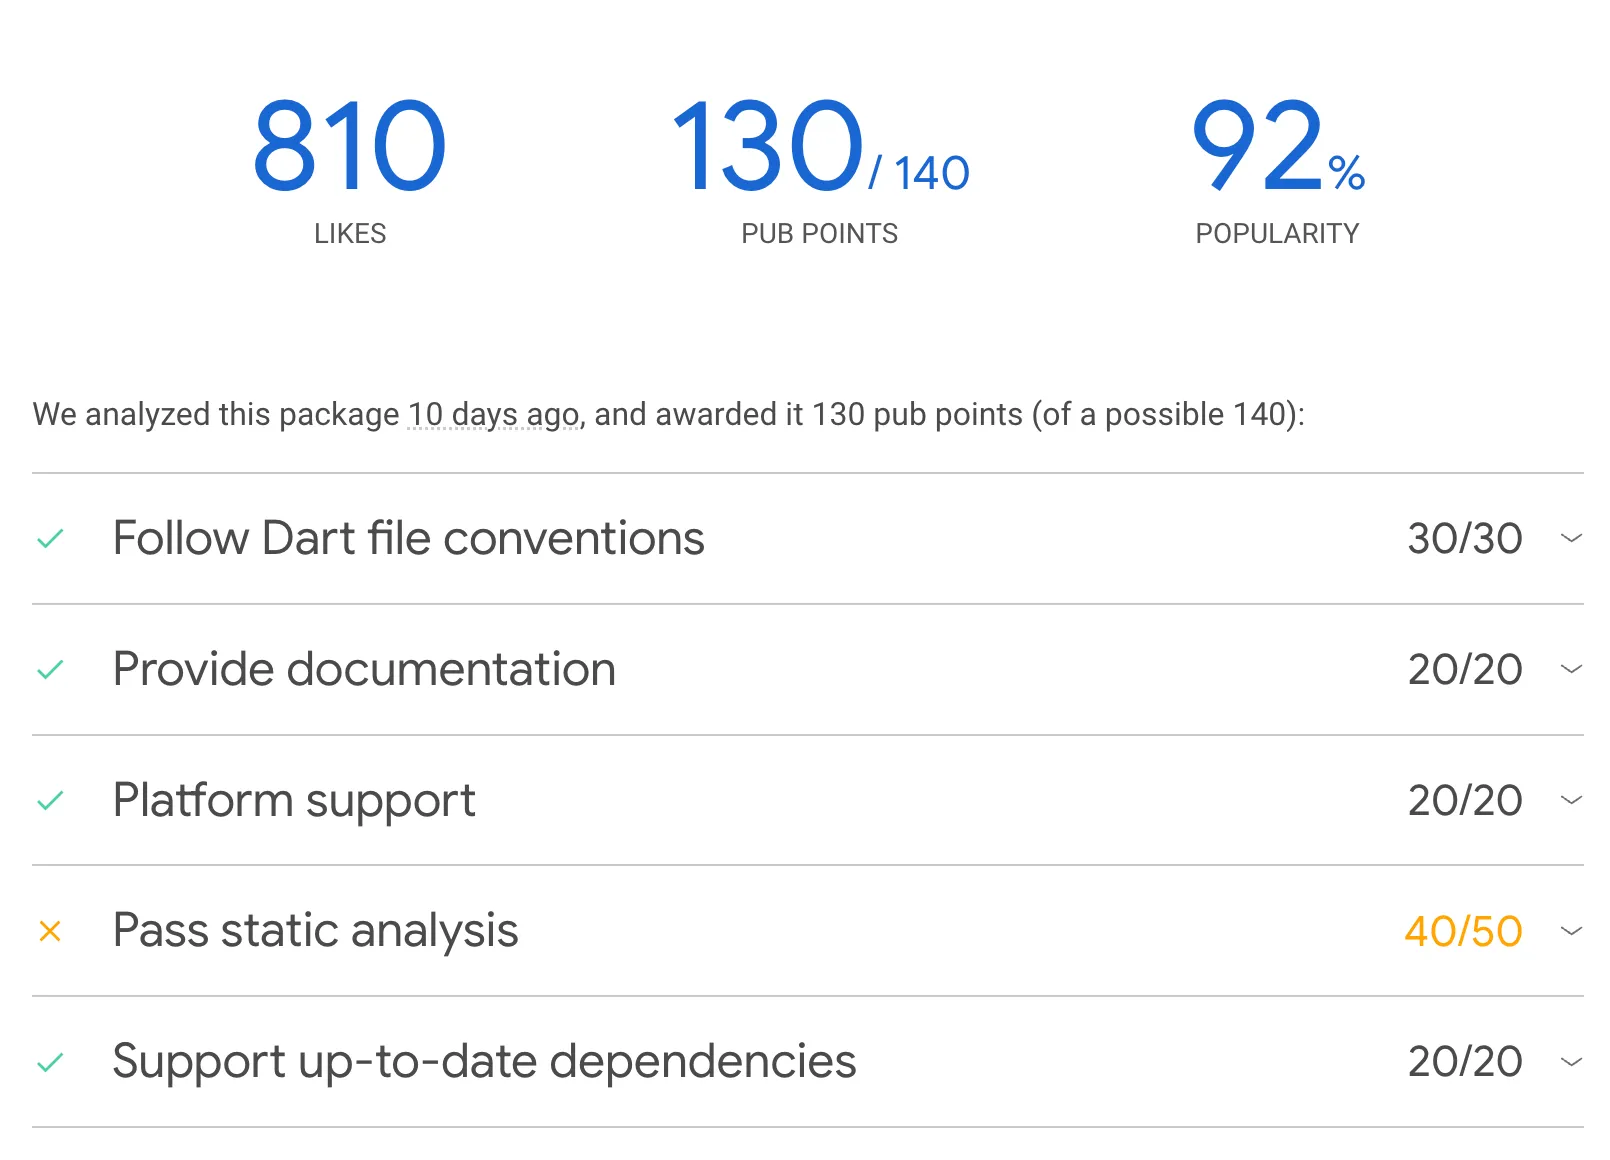 810 130/ 140 92%
LIKES PUB POINTS POPULARITY
We analyzed this package 10 days ago, and awarded it 130 pub points (of a possible 140):
Follow Dart file conventions 30/30
Provide documentation 20/20
Platform support 20/20
Pass static analysis 40/50
Support up-to-date dependencies 20/20